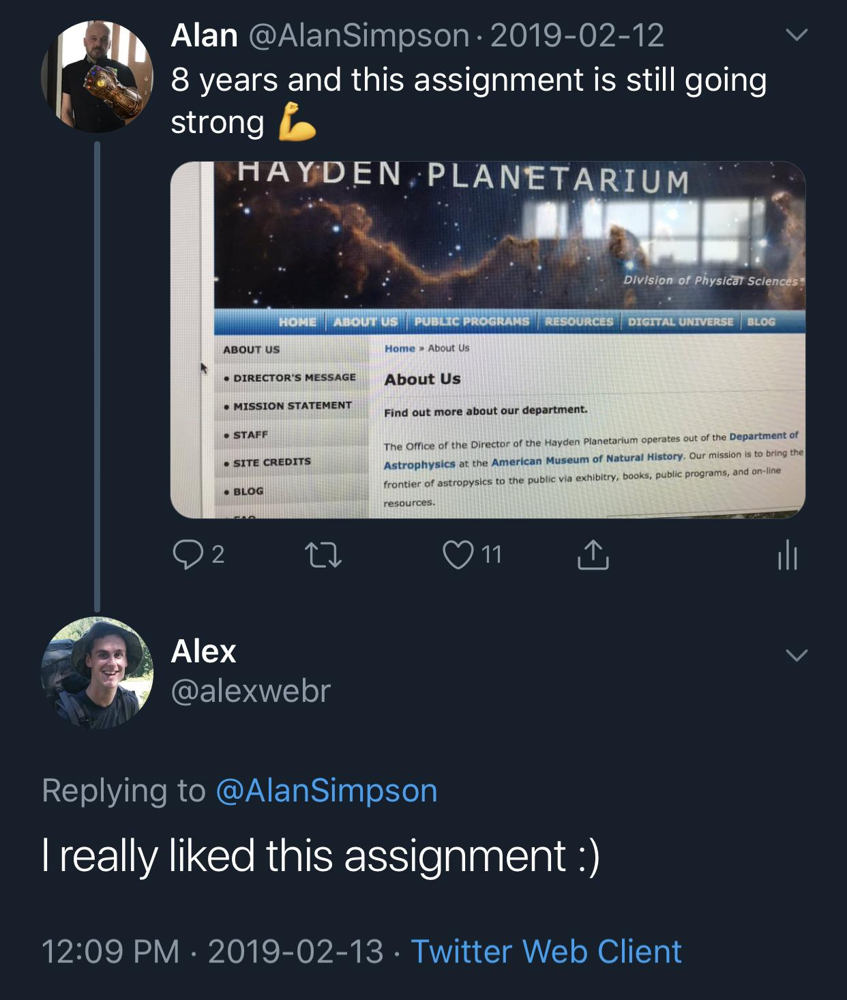 Alan @AlanSimpson · 2019-02-12
8 years and this assignment is still going
strong 💪
HAYDEN PLANETARIUM
Division of Physical Sciences
HOME | ABOUT US | PUBLIC PROGRAMS | RESOURCES | DIGITAL UNIVERSE | BLOG
ABOUT US
• DIRECTOR'S MESSAGE
• MISSION STATEMENT
• STAFF
• SITE CREDITS
• BLOG
• FAQ
Home » About Us
About Us
Find out more about our department.
The Office of the Director of the Hayden Planetarium operates out of the Department of
Astrophysics at the American Museum of Natural History. Our mission is to bring the
frontier of astropysics to the public via exhibitry, books, public programs, and on-line
resources.
2
11
Alex
@alexwebr
Replying to @AlanSimpson
I really liked this assignment :)
12:09 PM · 2019-02-13 · Twitter Web Client